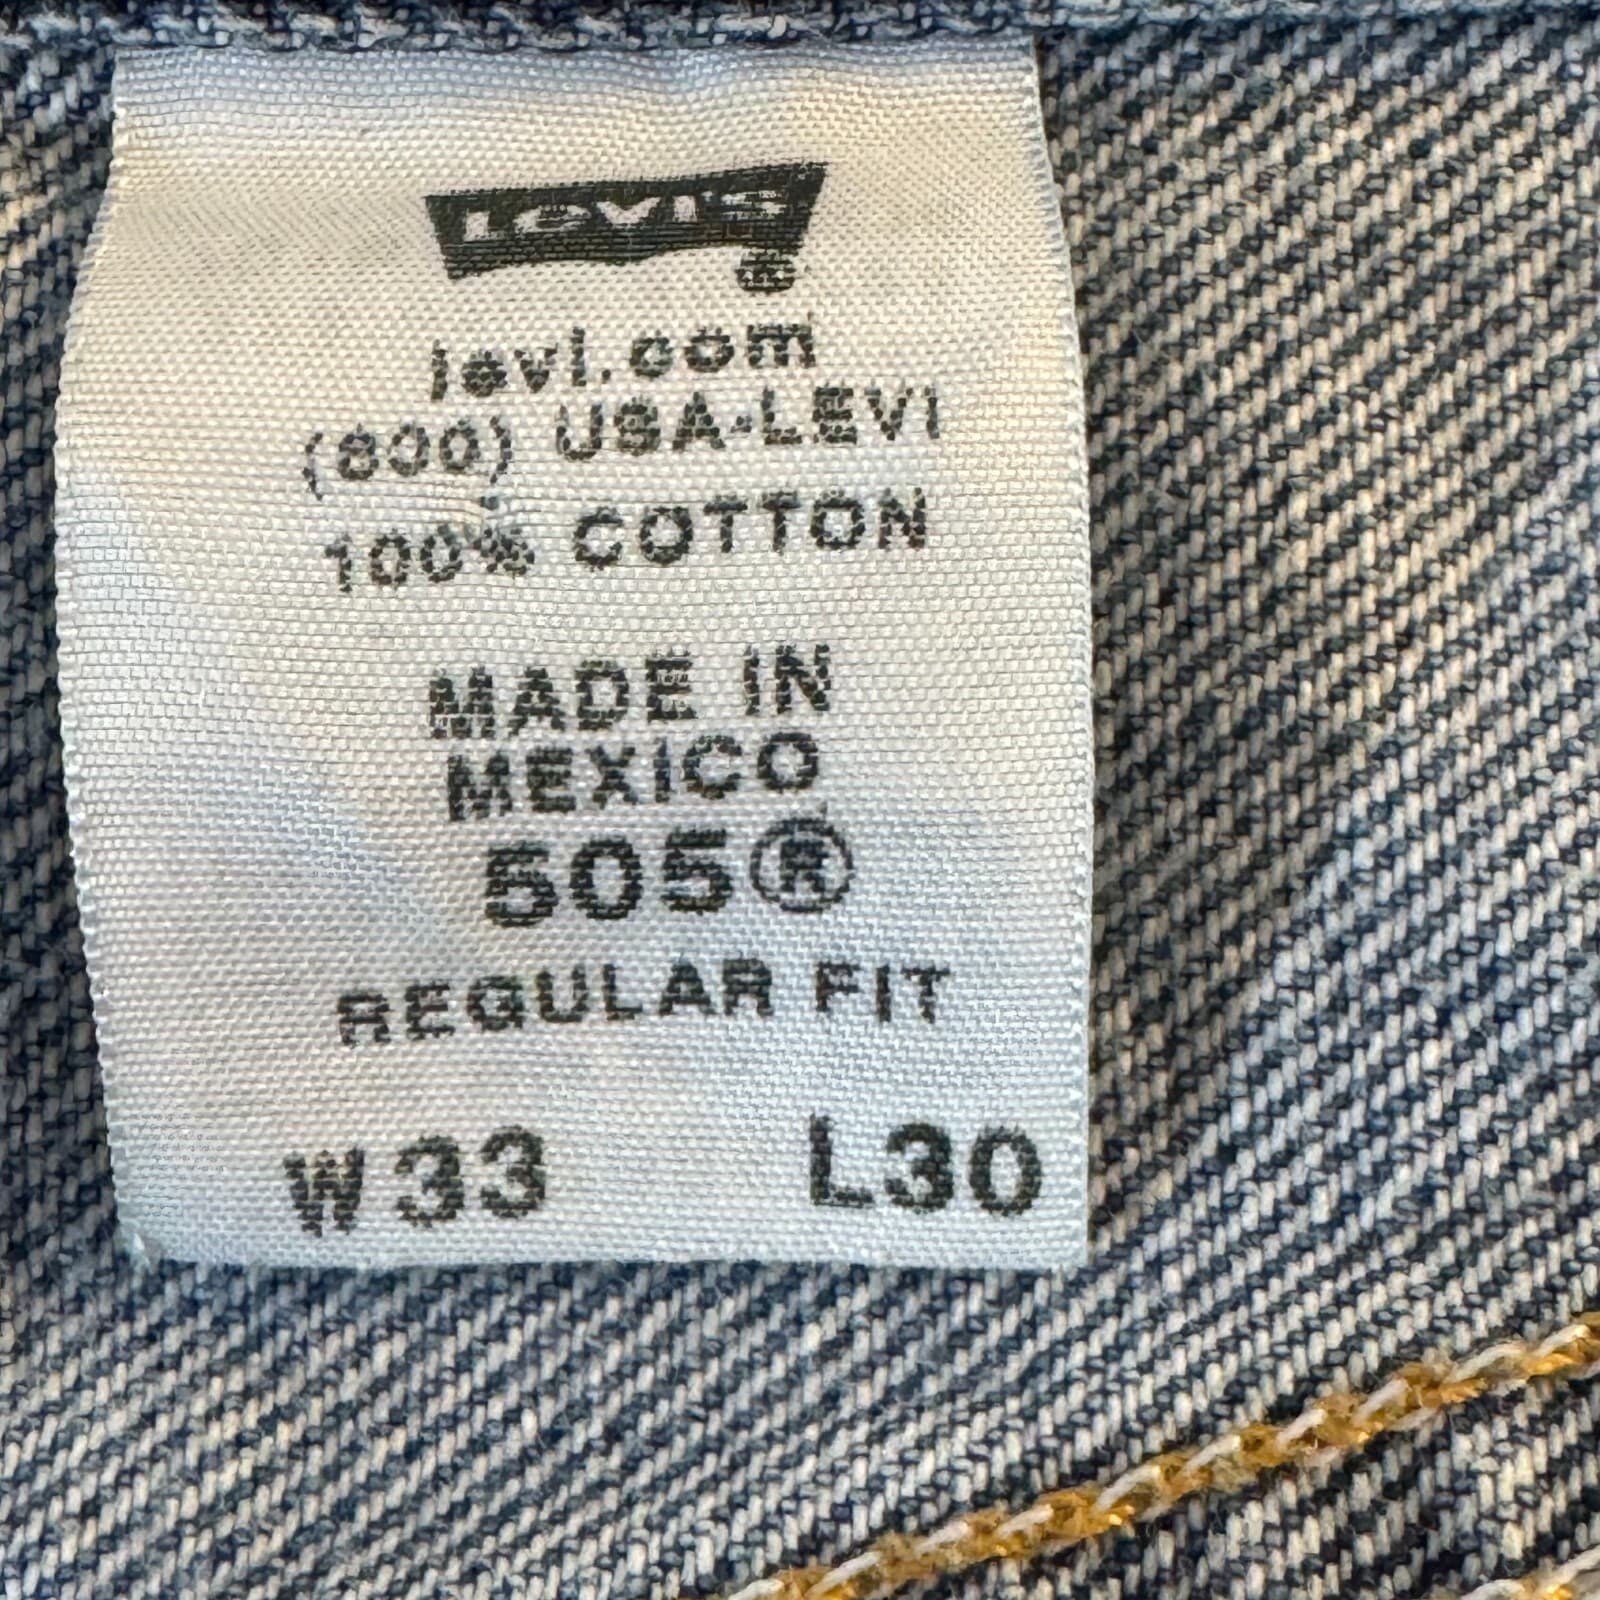 Levi's
®
levi.com
(800) USA-LEVI
100% COTTON
MADE IN
MEXICO
505®
REGULAR FIT
W33 L30